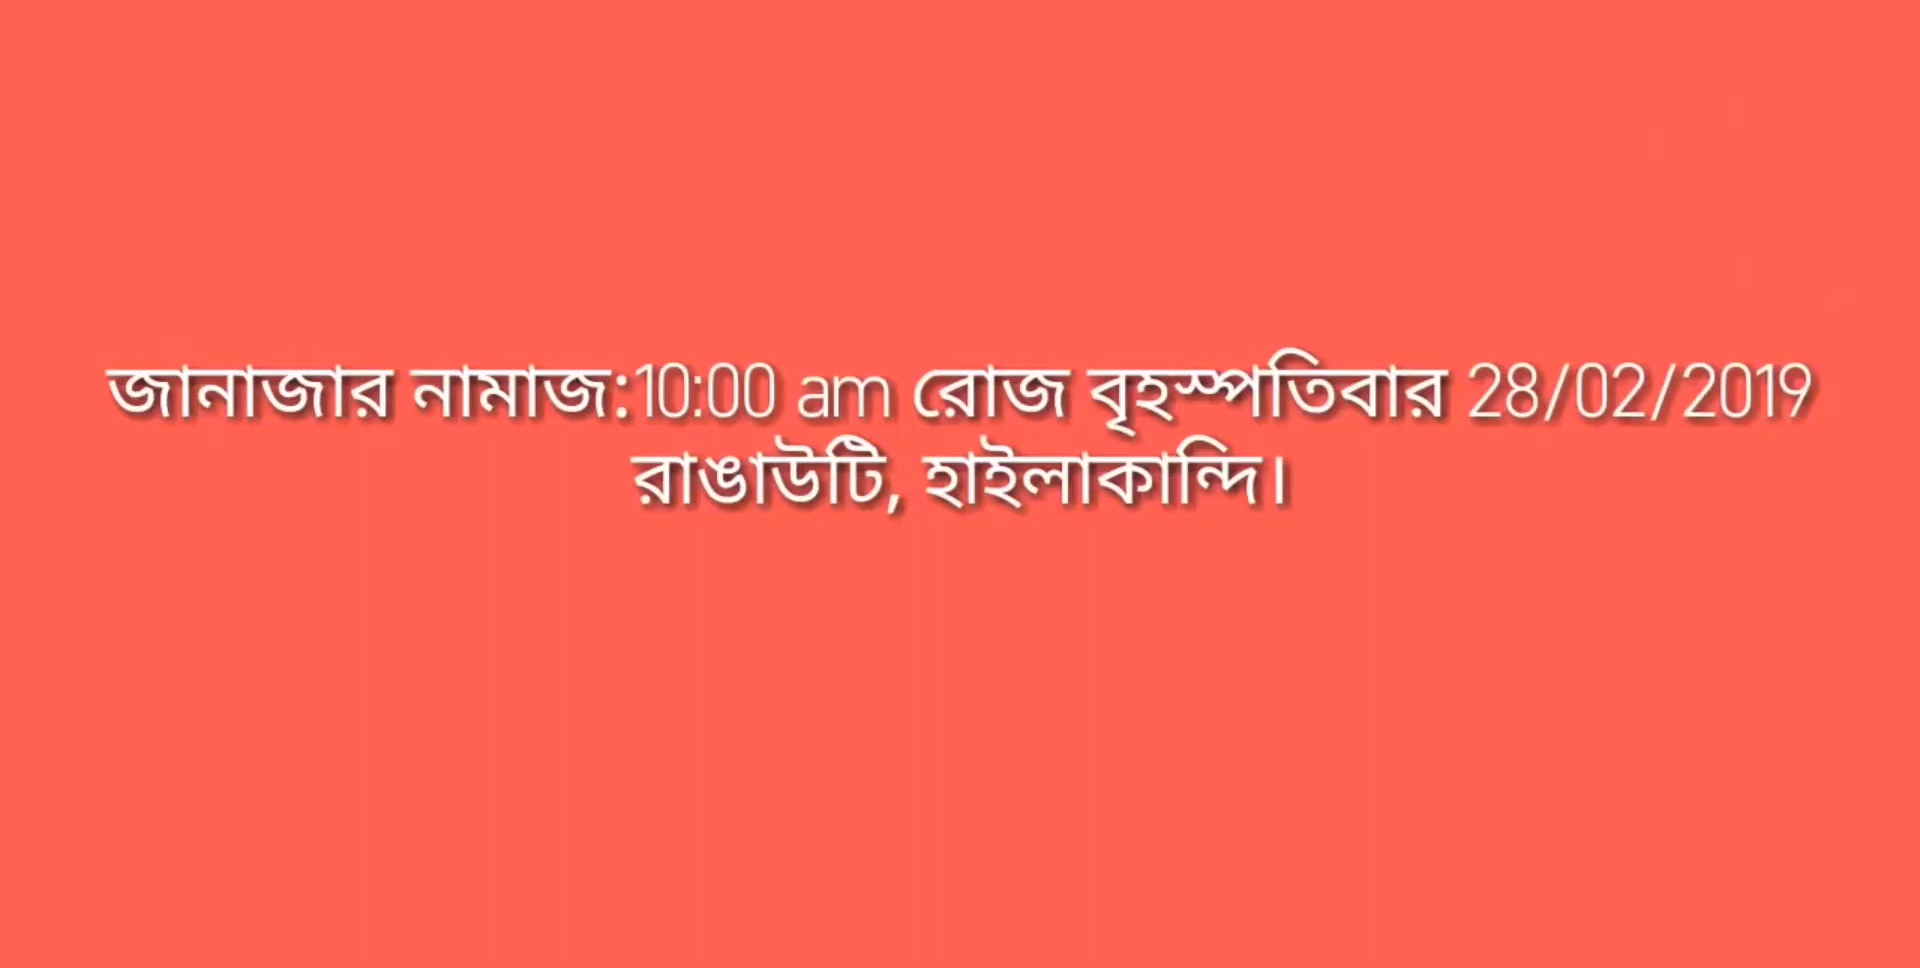 জানাজার নামাজ:10:00 am রোজ বৃহস্পতিবার 28/02/2019
রাঙাউটি, হাইলাকান্দি।